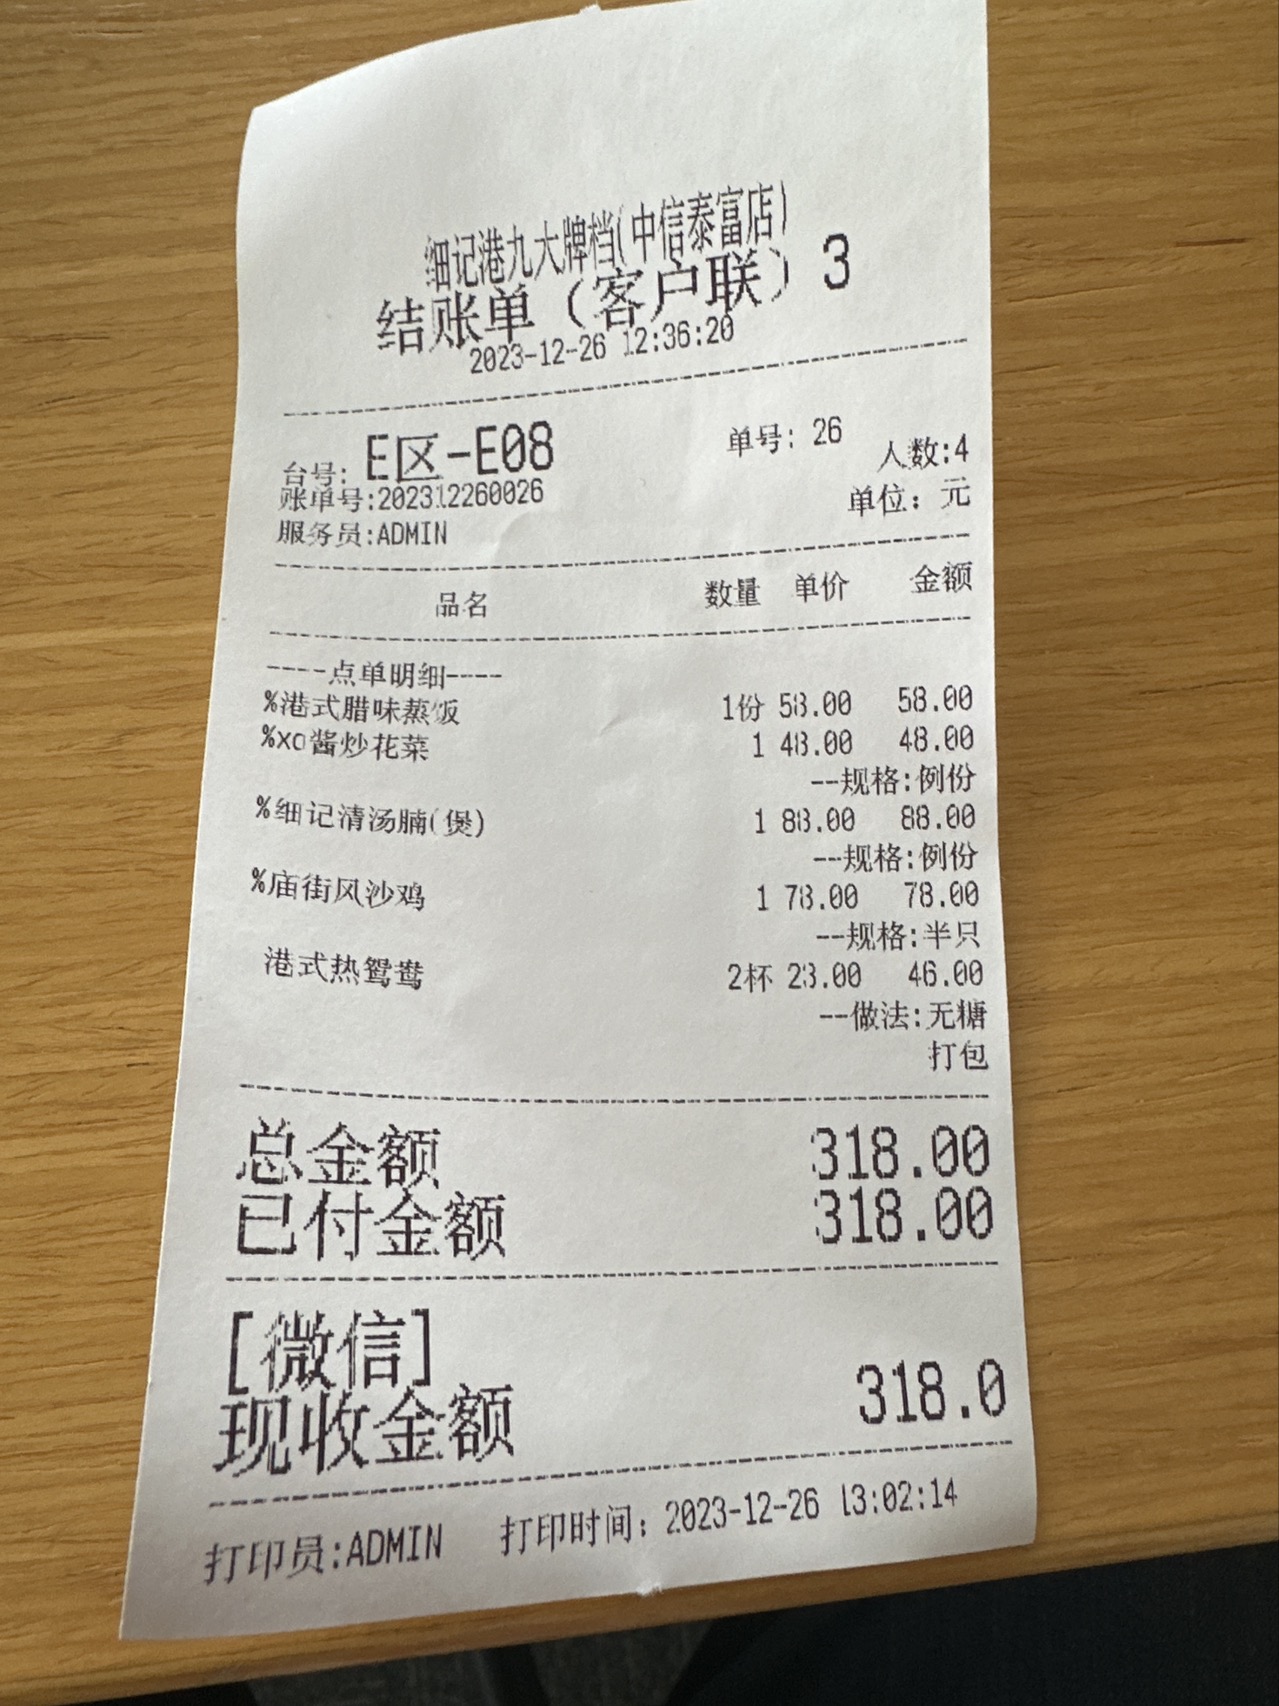 细记港九大牌档(中信泰富店)
结账单（客户联）3
2023-12-26 12:36:20
台号: E区-E08 单号: 26
人数:4
账单号:202312260026
单位: 元
服务员:ADMIN
品名 数量 单价 金额
----点单明细----
%港式腊味蒸饭 1份 58.00 58.00
%xo酱炒花菜 1 48.00 48.00
--规格:例份
%细记清汤腩(煲) 1 88.00 88.00
--规格:例份
%庙街风沙鸡 1 78.00 78.00
--规格:半只
港式热鸳鸯 2杯 23.00 46.00
--做法:无糖
打包
总金额 318.00
已付金额 318.00
[微信]
现收金额 318.0
打印员:ADMIN 打印时间: 2023-12-26 13:02:14